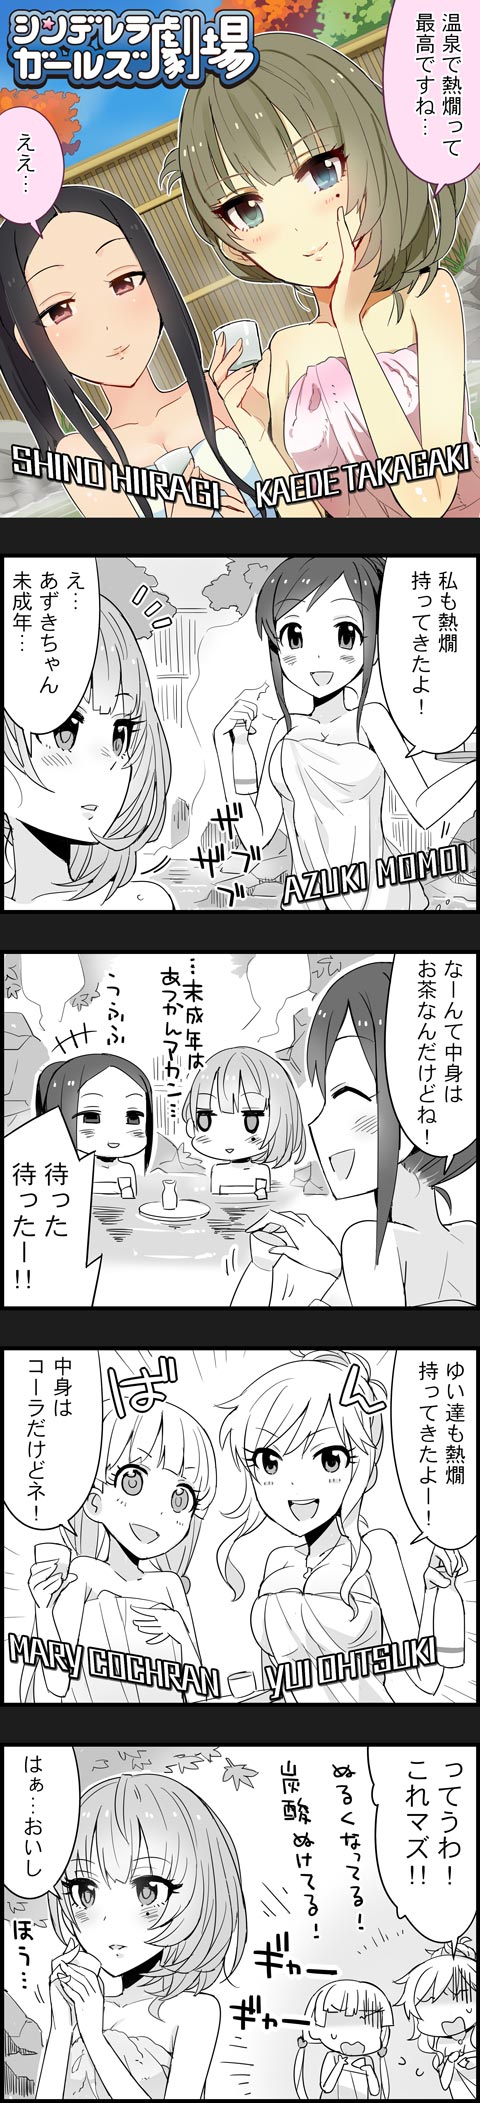 シンデレラ
ガールズ劇場
温泉で熱燗って
最高ですね…
ええ…
SHINO HIIRAGI
KAEDE TAKAGAKI
私も熱燗
持ってきたよ!
え…
あずきちゃん
未成年…
ザブ
ザブ
AZUKI MOMOI
なーんて中身は
お茶なんだけどね!
…未成年は
あつかんマカン…
うふふ
待った
待ったー!!
ばん
ゆい達も熱燗
持ってきたよー!
中身は
コーラだけどネ!
MARY COCHRAN
YUI OHTSUKI
ってうわ!
これマズ!!
ぬるくなってる!
炭酸ぬけてる!
ギャー
ギャー
はぁ…おいし
ほう…